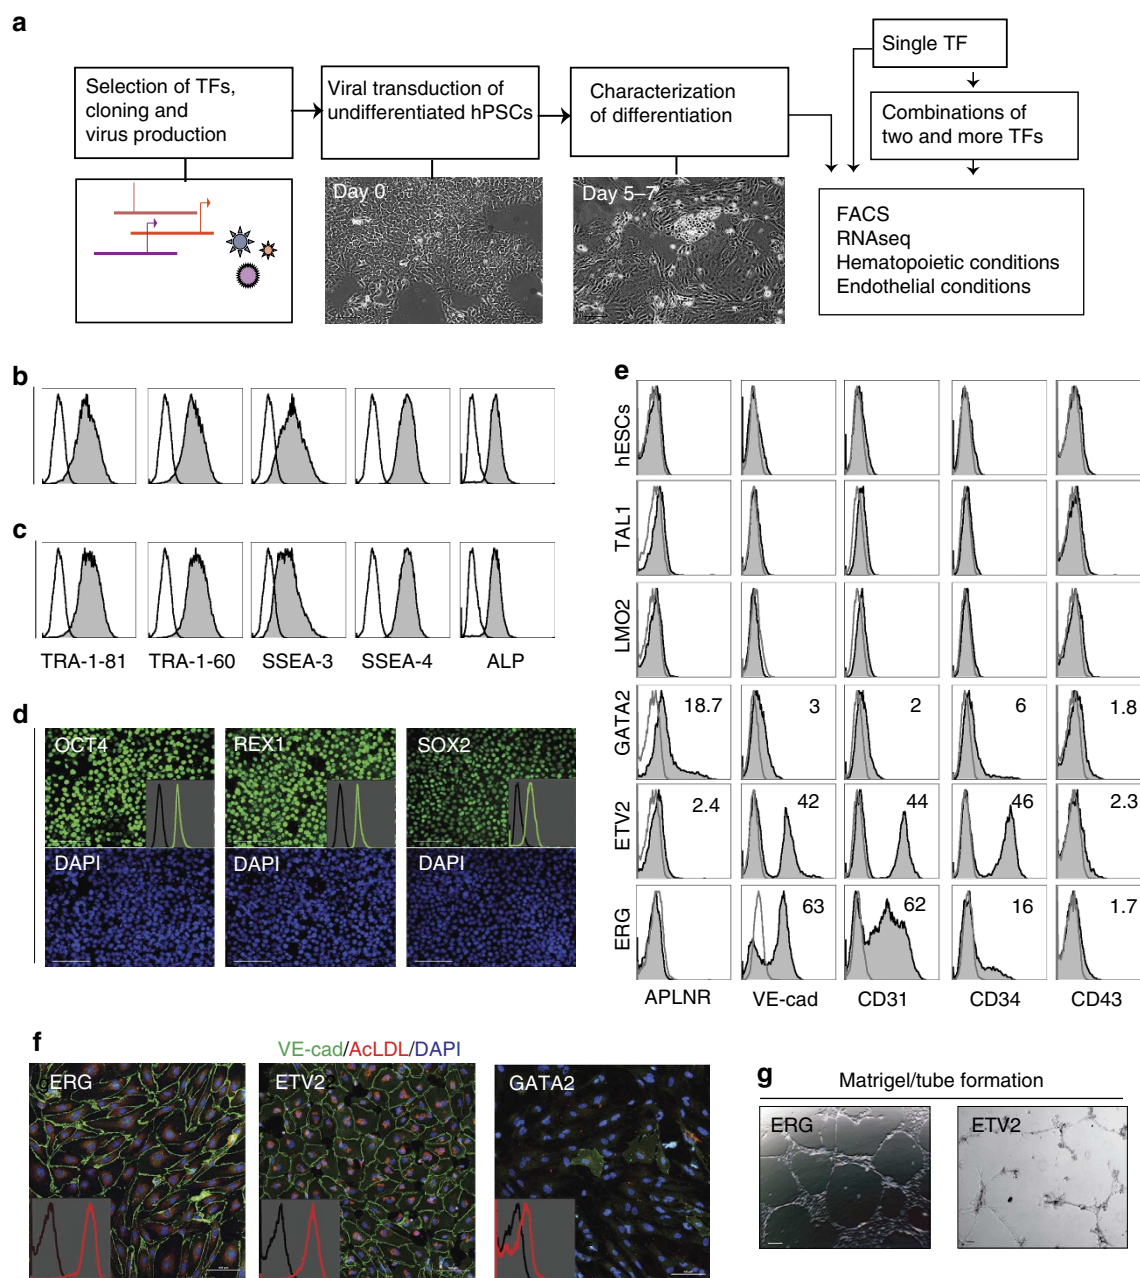 a
Selection of TFs,
cloning and
virus production
Viral transduction of
undifferentiated hPSCs
Characterization
of differentiation
Single TF
Combinations of
two and more TFs
Day 0
Day 5–7
FACS
RNAseq
Hematopoietic conditions
Endothelial conditions
b
c
TRA-1-81
TRA-1-60
SSEA-3
SSEA-4
ALP
d
OCT4
REX1
SOX2
DAPI
DAPI
DAPI
e
hESCs
TAL1
LMO2
GATA2
18.7
3
2
6
1.8
ETV2
2.4
42
44
46
2.3
ERG
63
62
16
1.7
APLNR
VE-cad
CD31
CD34
CD43
f
VE-cad/AcLDL/DAPI
ERG
ETV2
GATA2
g
Matrigel/tube formation
ERG
ETV2